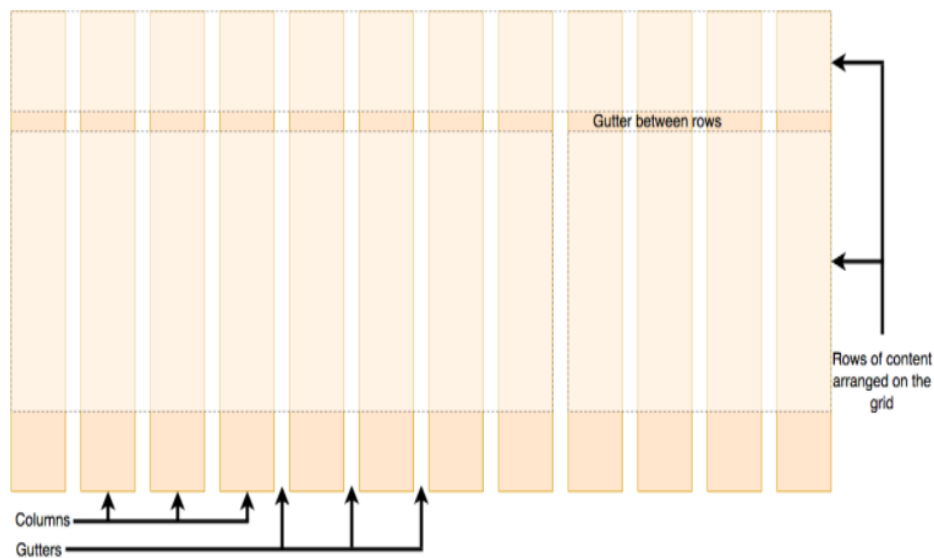 Gutter between rows
Rows of content
arranged on the
grid
Columns
Gutters